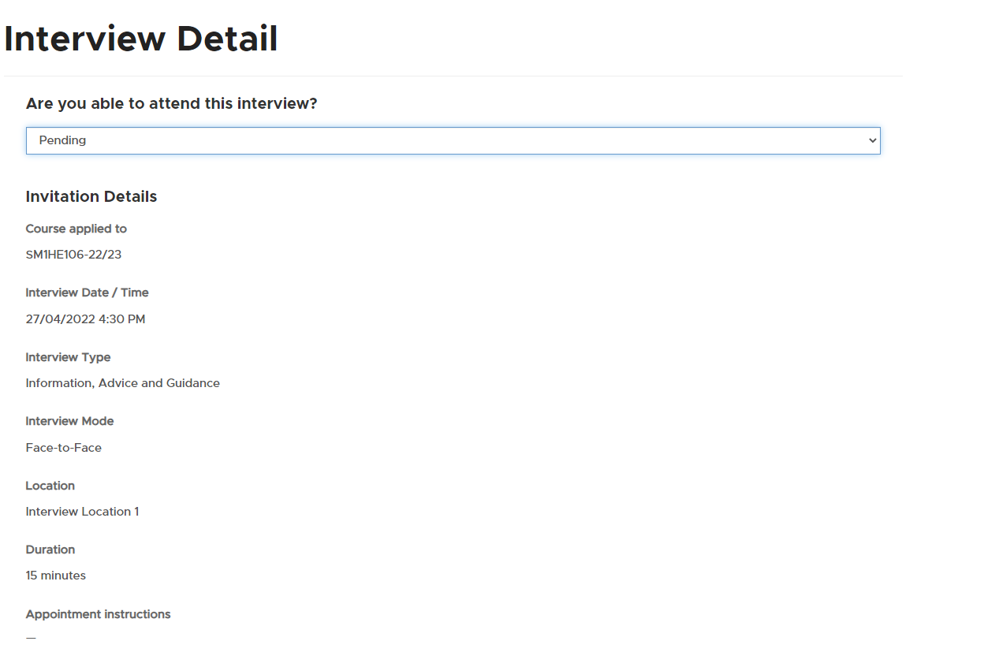 Interview Detail
Are you able to attend this interview?
Pending
Invitation Details
Course applied to
SM1HE106-22/23
Interview Date / Time
27/04/2022 4:30 PM
Interview Type
Information, Advice and Guidance
Interview Mode
Face-to-Face
Location
Interview Location 1
Duration
15 minutes
Appointment instructions
—